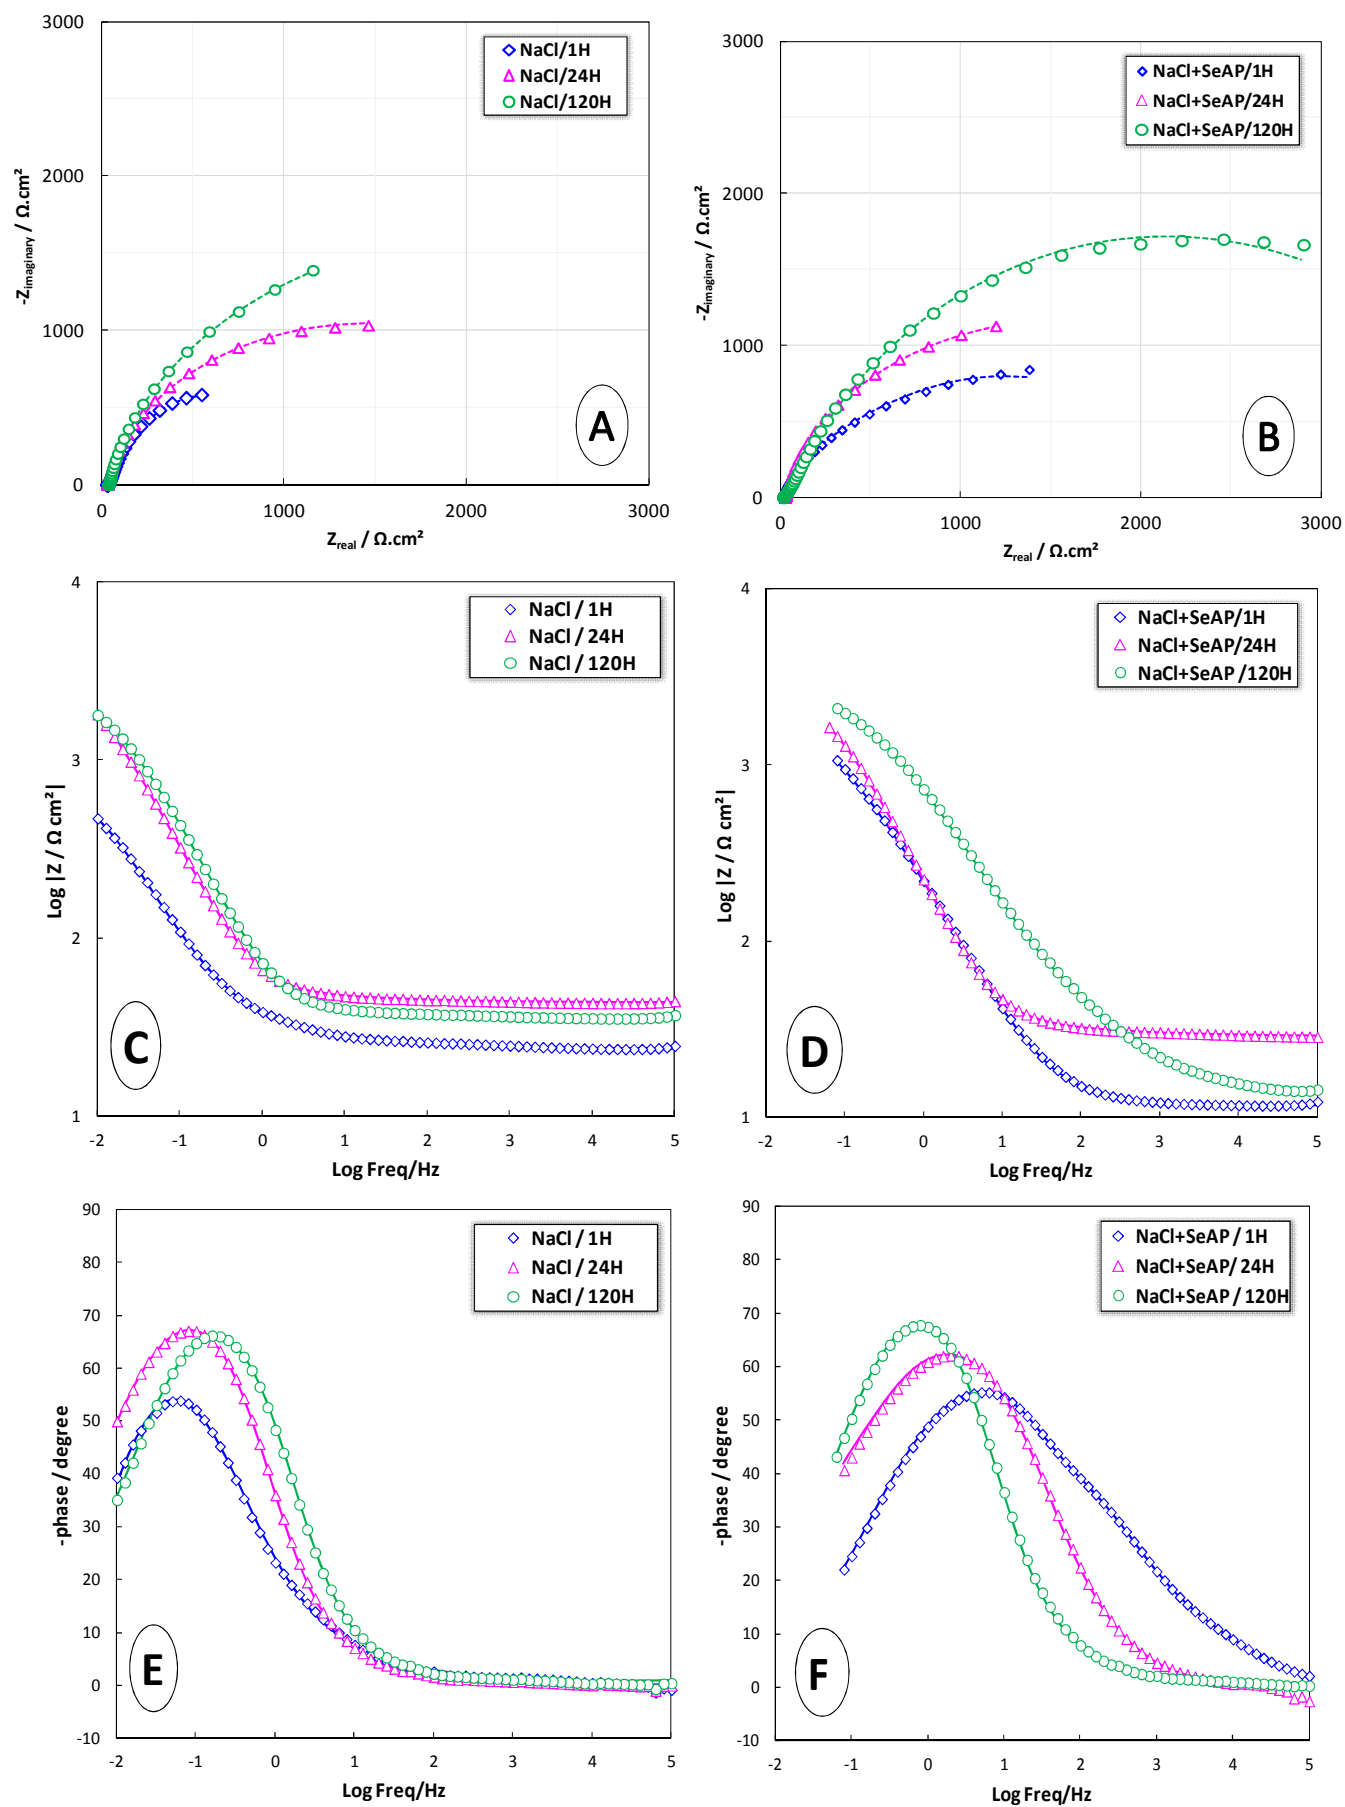 3000
2000
1000
0
0
1000
2000
3000
-Z_imaginary / Ω.cm²
Z_real / Ω.cm²
NaCl/1H
NaCl/24H
NaCl/120H
A
3000
2000
1000
0
0
1000
2000
3000
-Z_imaginary / Ω.cm²
Z_real / Ω.cm²
NaCl+SeAP/1H
NaCl+SeAP/24H
NaCl+SeAP/120H
B
4
3
2
1
-2
-1
0
1
2
3
4
5
Log |Z / Ω cm²|
Log Freq/Hz
NaCl / 1H
NaCl / 24H
NaCl / 120H
C
4
3
2
1
-2
-1
0
1
2
3
4
5
Log |Z / Ω cm²|
Log Freq/Hz
NaCl+SeAP/1H
NaCl+SeAP/24H
NaCl+SeAP /120H
D
90
80
70
60
50
40
30
20
10
0
-10
-2
-1
0
1
2
3
4
5
-phase / degree
Log Freq/Hz
NaCl / 1H
NaCl / 24H
NaCl / 120H
E
90
80
70
60
50
40
30
20
10
0
-10
-2
-1
0
1
2
3
4
5
-phase / degree
Log Freq/Hz
NaCl+SeAP / 1H
NaCl+SeAP / 24H
NaCl+SeAP / 120H
F